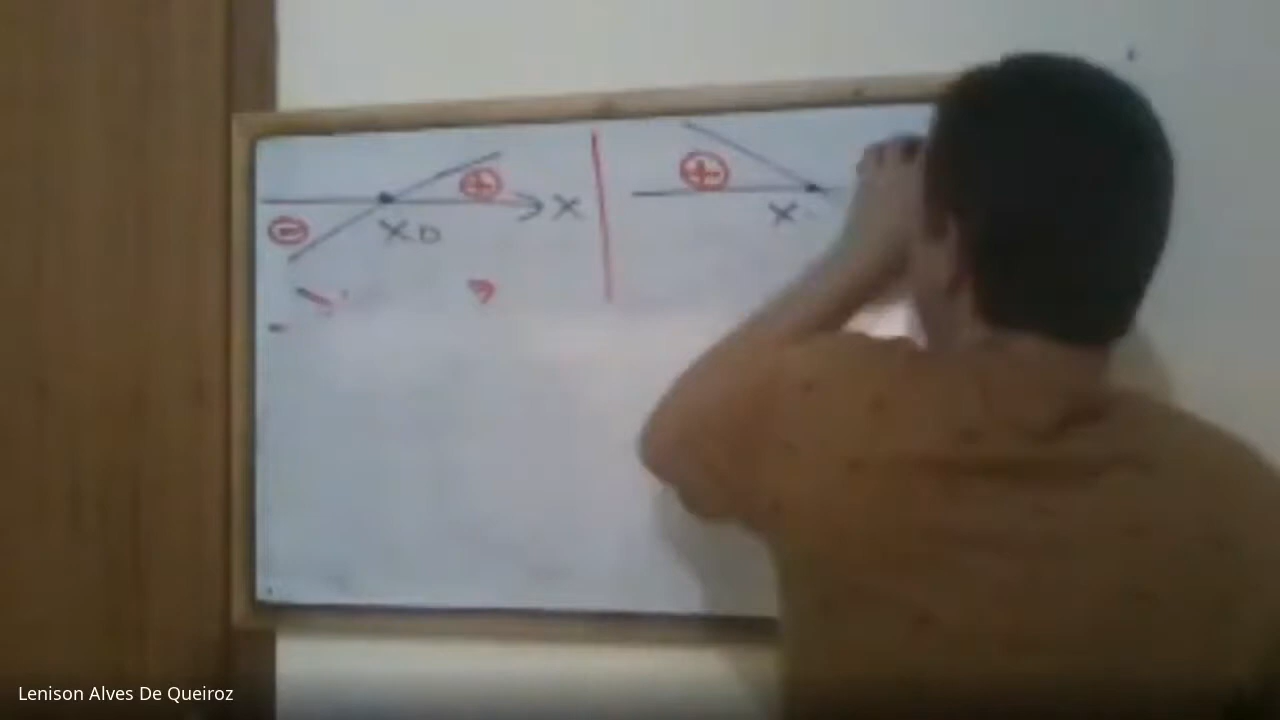 ⊕ ⊕
→ X
⊖ X₀ X
Lenison Alves De Queiroz